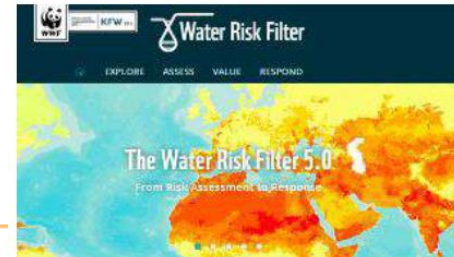 WWF
KFW
Water Risk Filter
EXPLORE ASSESS VALUE RESPOND
The Water Risk Filter 5.0
From Risk Assessment to Response